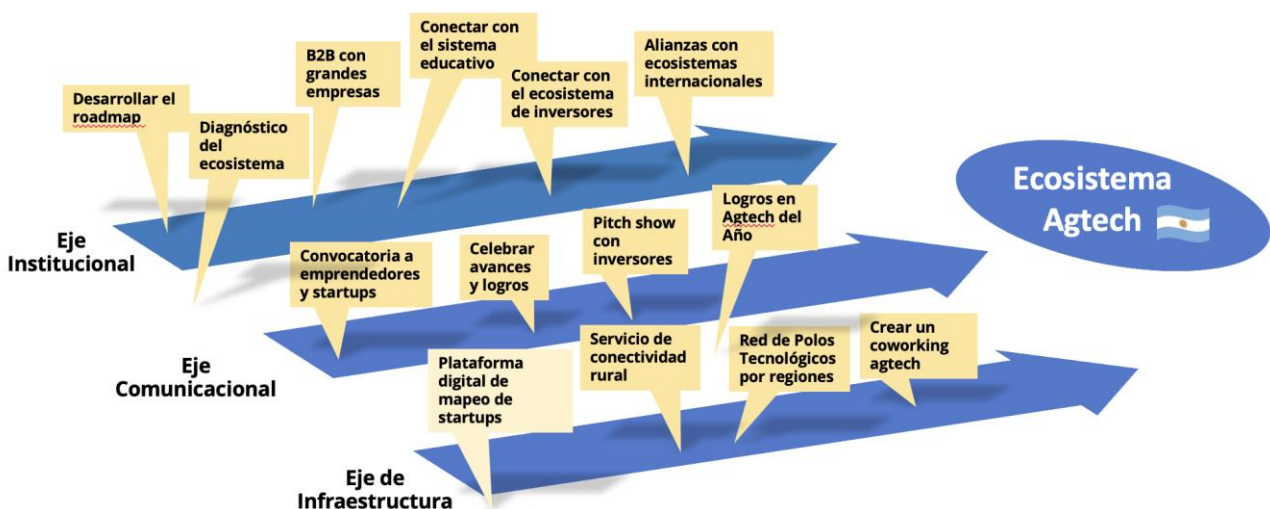 Desarrollar el
roadmap
Diagnóstico
del
ecosistema
B2B con
grandes
empresas
Conectar con
el sistema
educativo
Conectar con
el ecosistema
de inversores
Alianzas con
ecosistemas
internacionales
Eje
Institucional
Convocatoria a
emprendedores
y startups
Celebrar
avances
y logros
Pitch show
con
inversores
Logros en
Agtech del
Año
Eje
Comunicacional
Plataforma
digital de
mapeo de
startups
Servicio de
conectividad
rural
Red de Polos
Tecnológicos
por regiones
Crear un
coworking
agtech
Eje de
Infraestructura
Ecosistema
Agtech